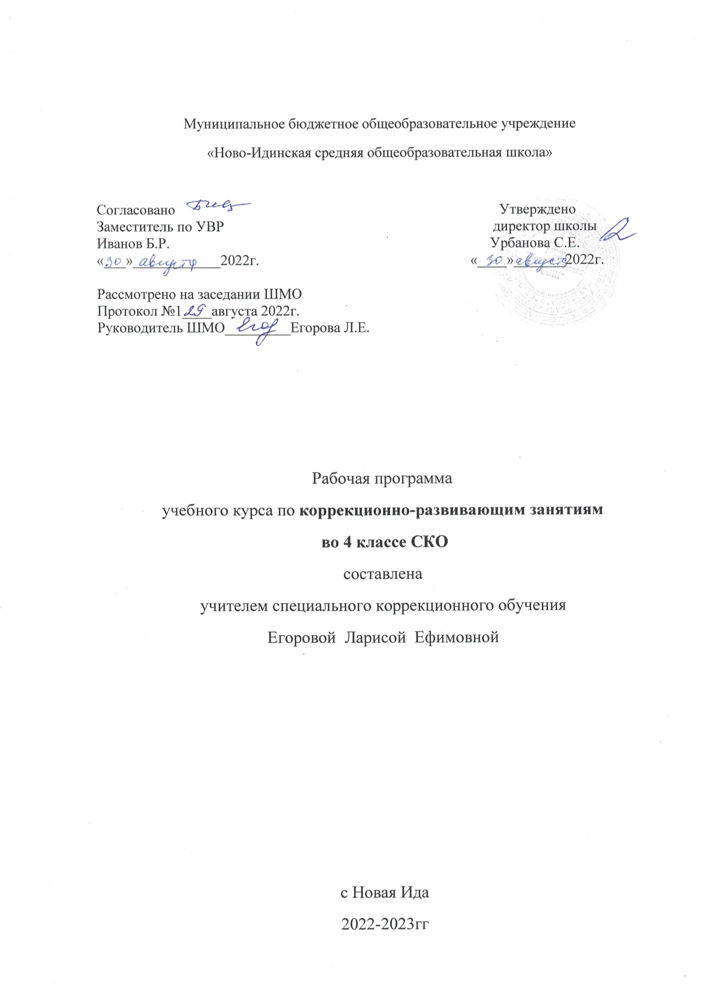 Муниципальное бюджетное общеобразовательное учреждение
«Ново-Идинская средняя общеобразовательная школа»
Согласовано
Заместитель по УВР
Иванов Б.Р.
«30» августа 2022г.
Утверждено
директор школы
Урбанова С.Е.
«30» августа 2022г.
СОШ"
Рассмотрено на заседании ШМО
Протокол №1 29 августа 2022г.
Руководитель ШМО Егор Егорова Л.Е.
Рабочая программа
учебного курса по коррекционно-развивающим занятиям
во 4 классе СКО
составлена
учителем специального коррекционного обучения
Егоровой Ларисой Ефимовной
с Новая Ида
2022-2023гг